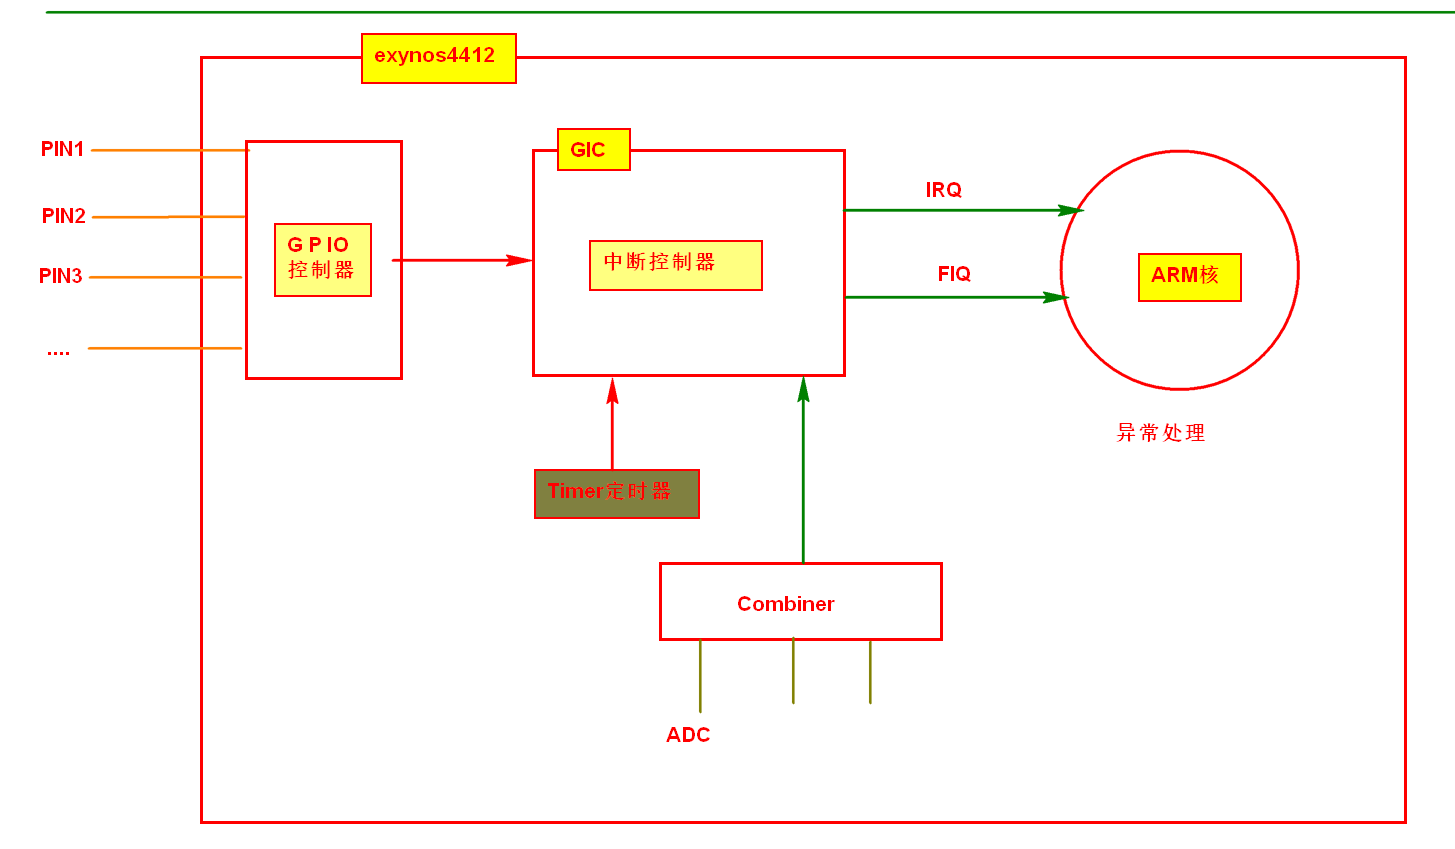 exynos4412
PIN1
PIN2
PIN3
....
G P IO
控制器
GIC
中断控制器
IRQ
FIQ
ARM核
异常处理
Timer定时器
Combiner
ADC